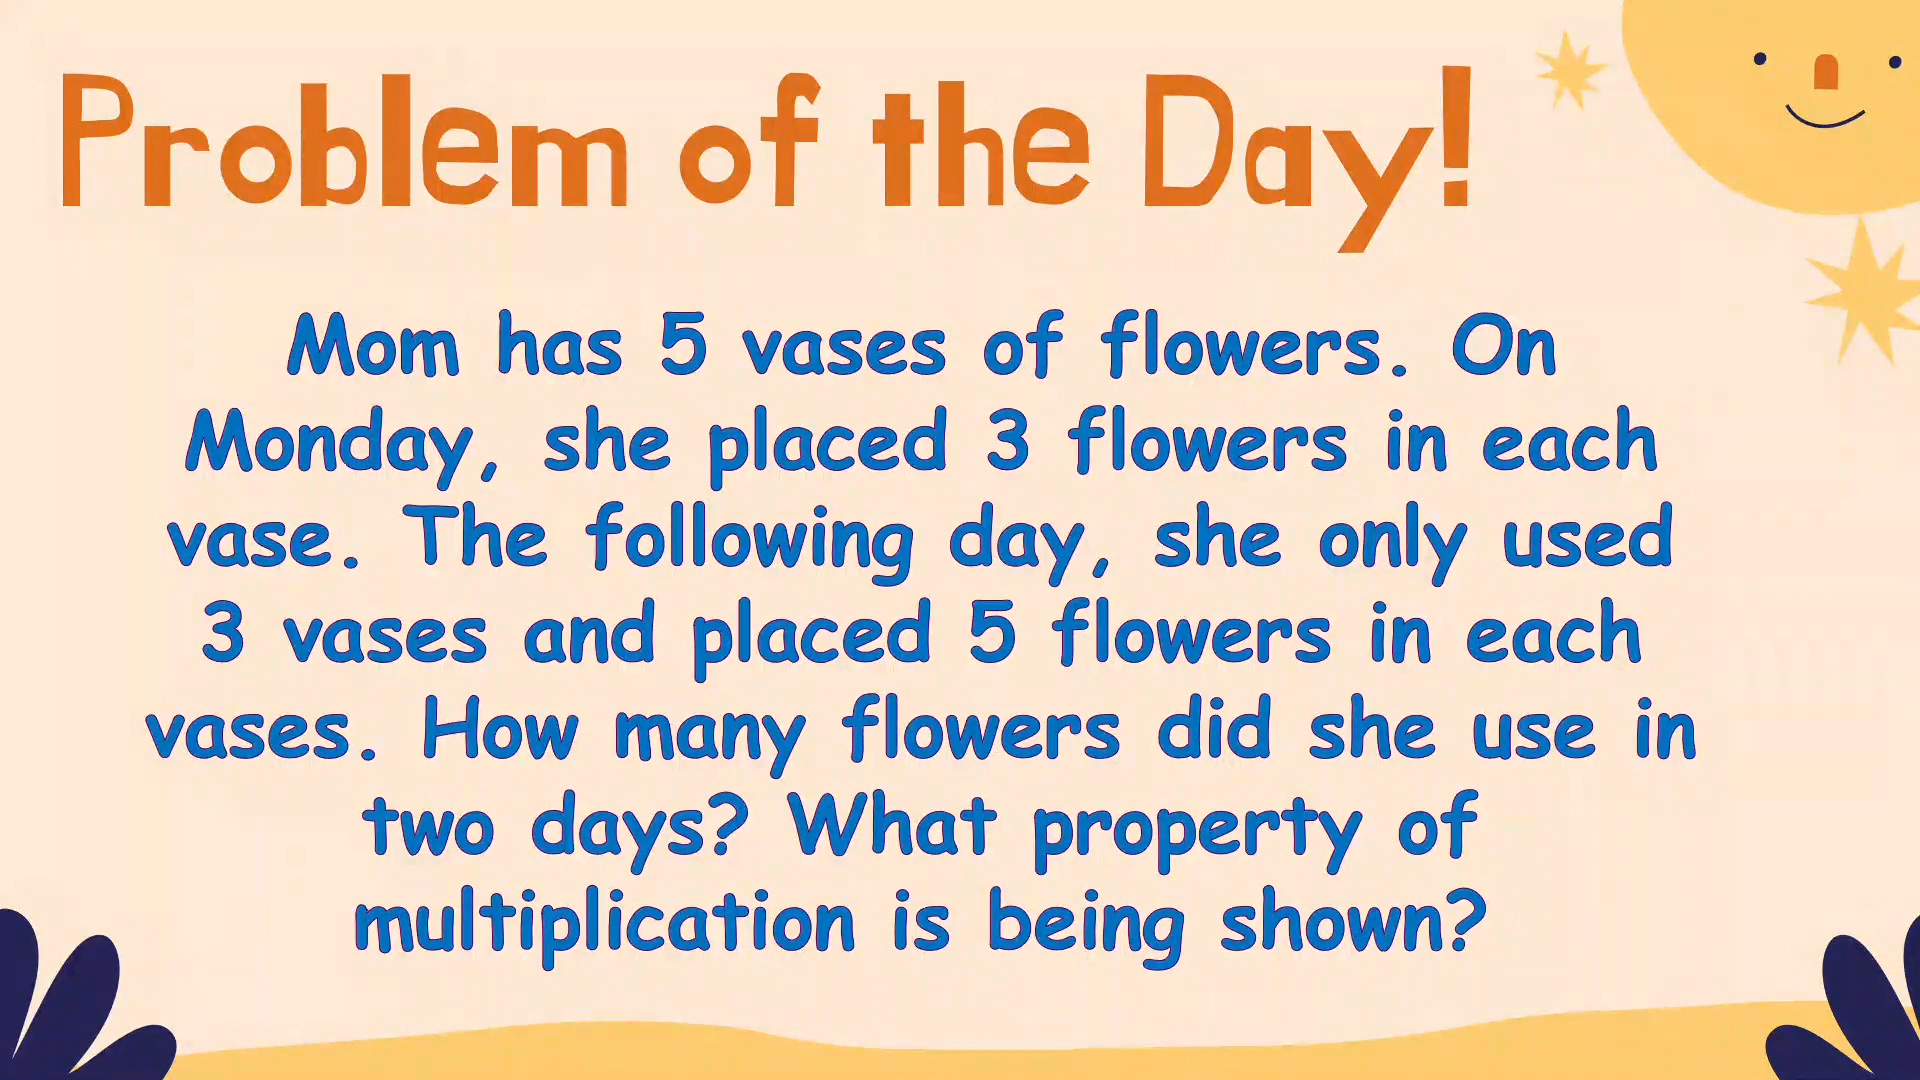 Problem of the Day!
Mom has 5 vases of flowers. On
Monday, she placed 3 flowers in each
vase. The following day, she only used
3 vases and placed 5 flowers in each
vases. How many flowers did she use in
two days? What property of
multiplication is being shown?